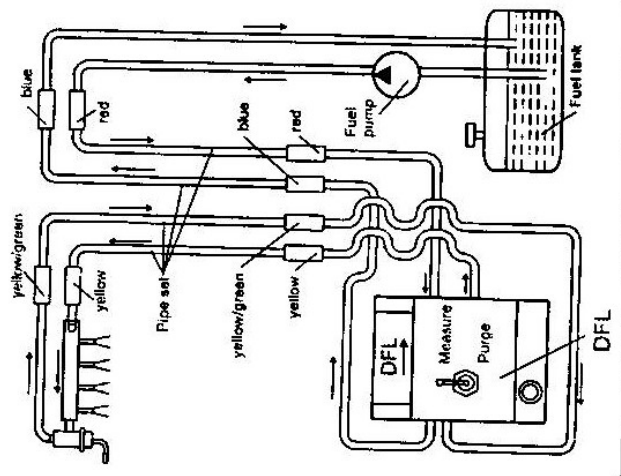 blue
red
Fuel
pump
Fuel tank
blue
red
yellow/green
yellow
Pipe set
yellow/green
yellow
DFL
Measure
Purge
DFL